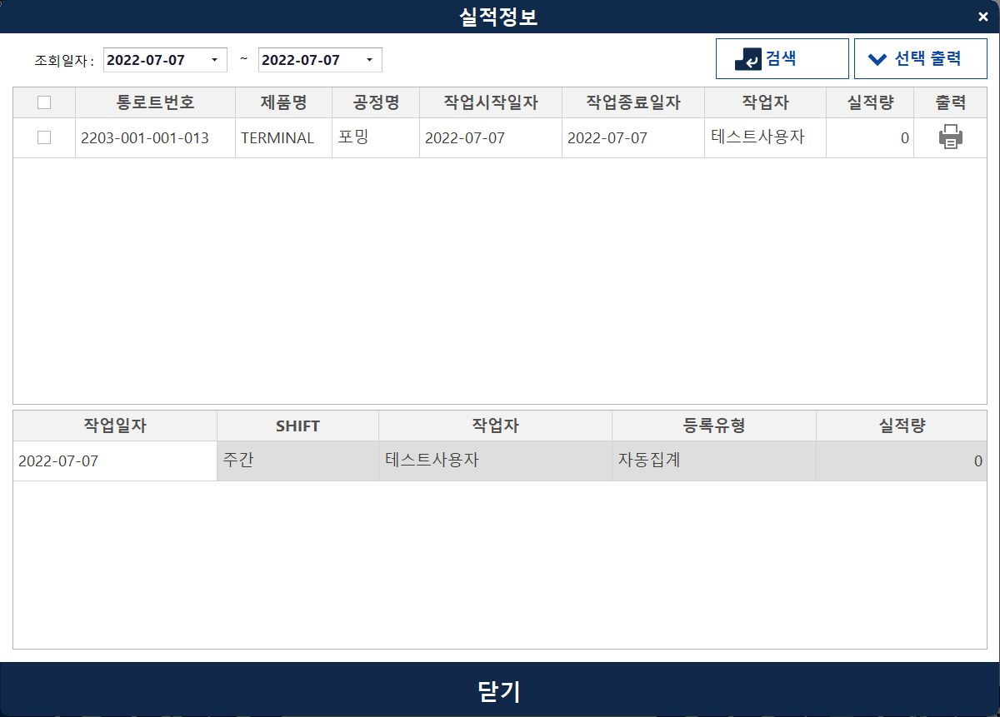 실적정보 ×
조회일자 : 2022-07-07 ~ 2022-07-07 검색 선택 출력
통로트번호 제품명 공정명 작업시작일자 작업종료일자 작업자 실적량 출력
2203-001-001-013 TERMINAL 포밍 2022-07-07 2022-07-07 테스트사용자 0
작업일자 SHIFT 작업자 등록유형 실적량
2022-07-07 주간 테스트사용자 자동집계 0
닫기